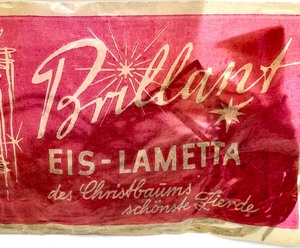 Brillant
EIS-LAMETTA
des Christbaums
schönste Zierde